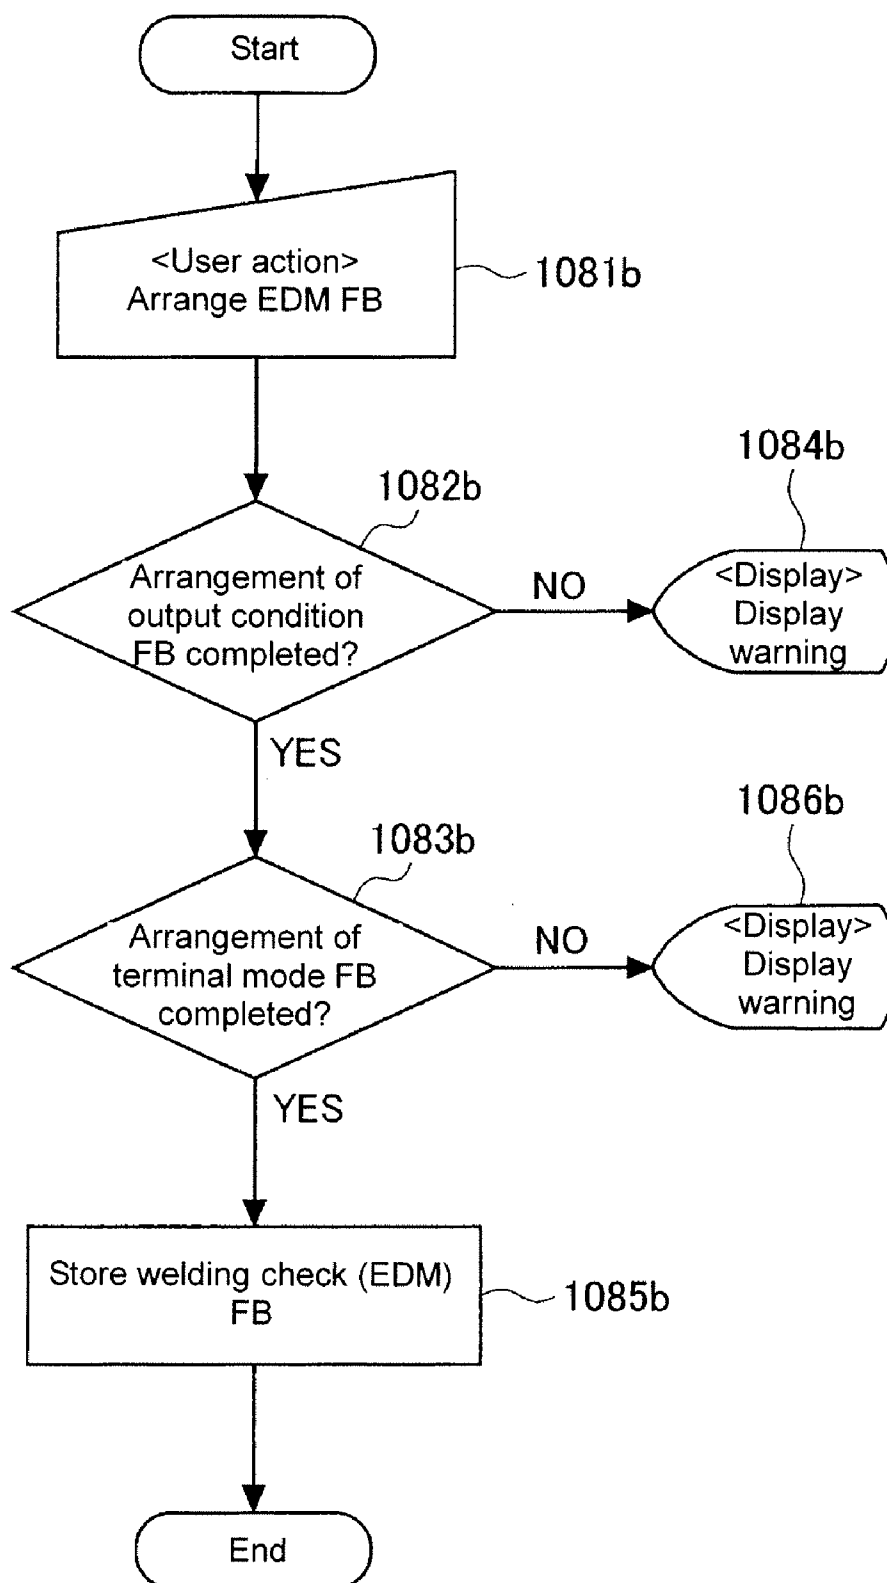 Start
<User action>
Arrange EDM FB
1081b
1082b
Arrangement of
output condition
FB completed?
NO
1084b
<Display>
Display
warning
YES
1083b
Arrangement of
terminal mode FB
completed?
NO
1086b
<Display>
Display
warning
YES
Store welding check (EDM)
FB
1085b
End